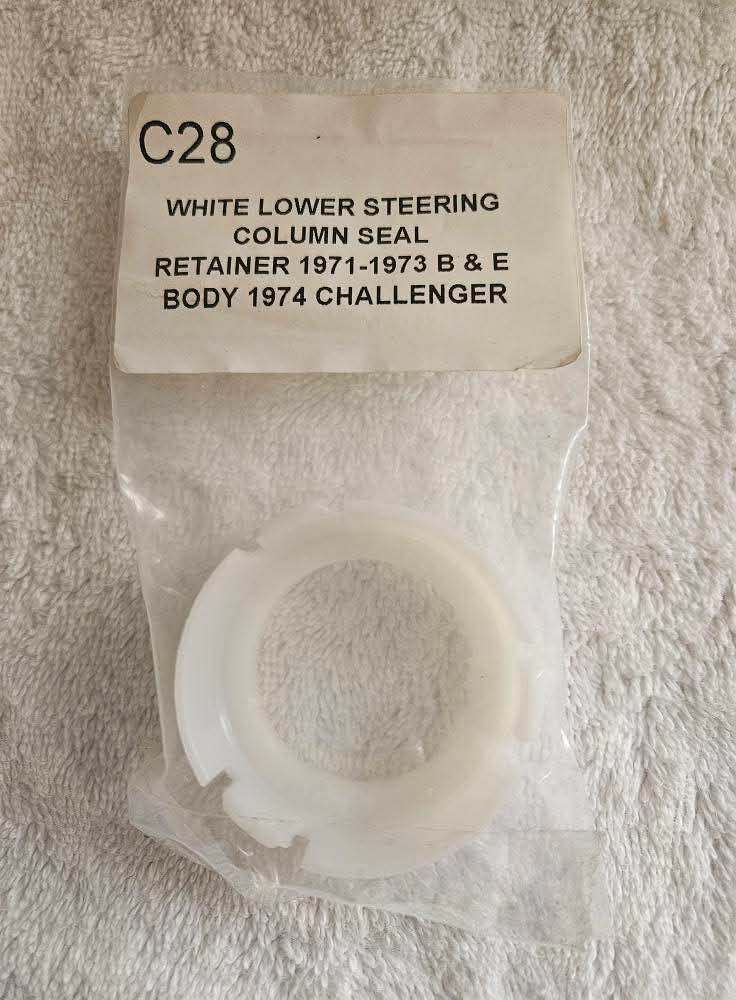 C28
WHITE LOWER STEERING
COLUMN SEAL
RETAINER 1971-1973 B & E
BODY 1974 CHALLENGER